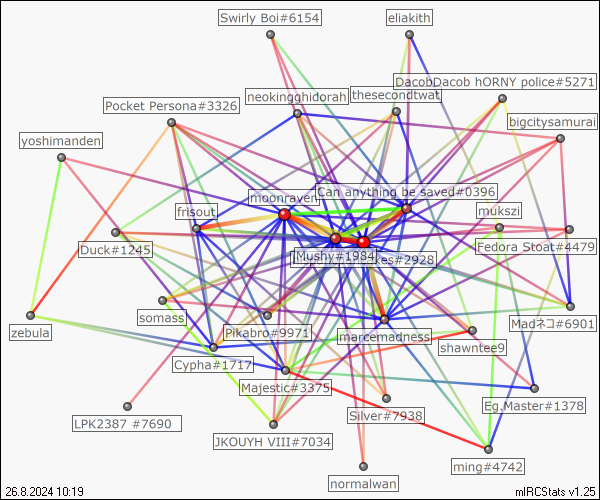 Swirly Boi#6154
eliakith
DacobDacob hORNY police#5271
neokingghidorah
thesecondtwat
Pocket Persona#3326
bigcitysamurai
yoshimanden
moonraven
Can anything be saved#0396
frisout
mukszi
Duck#1245
Fedora Stoat#4479
Mushy#1984
kes#2928
somass
Pikabro#9971
marcemadness
Madネコ#6901
zebula
shawntee9
Cypha#1717
Majestic#3375
Eg.Master#1378
LPK2387 #7690
Silver#7938
JKOUYH VIII#7034
ming#4742
normalwan
26.8.2024 10:19
mIRCStats v1.25